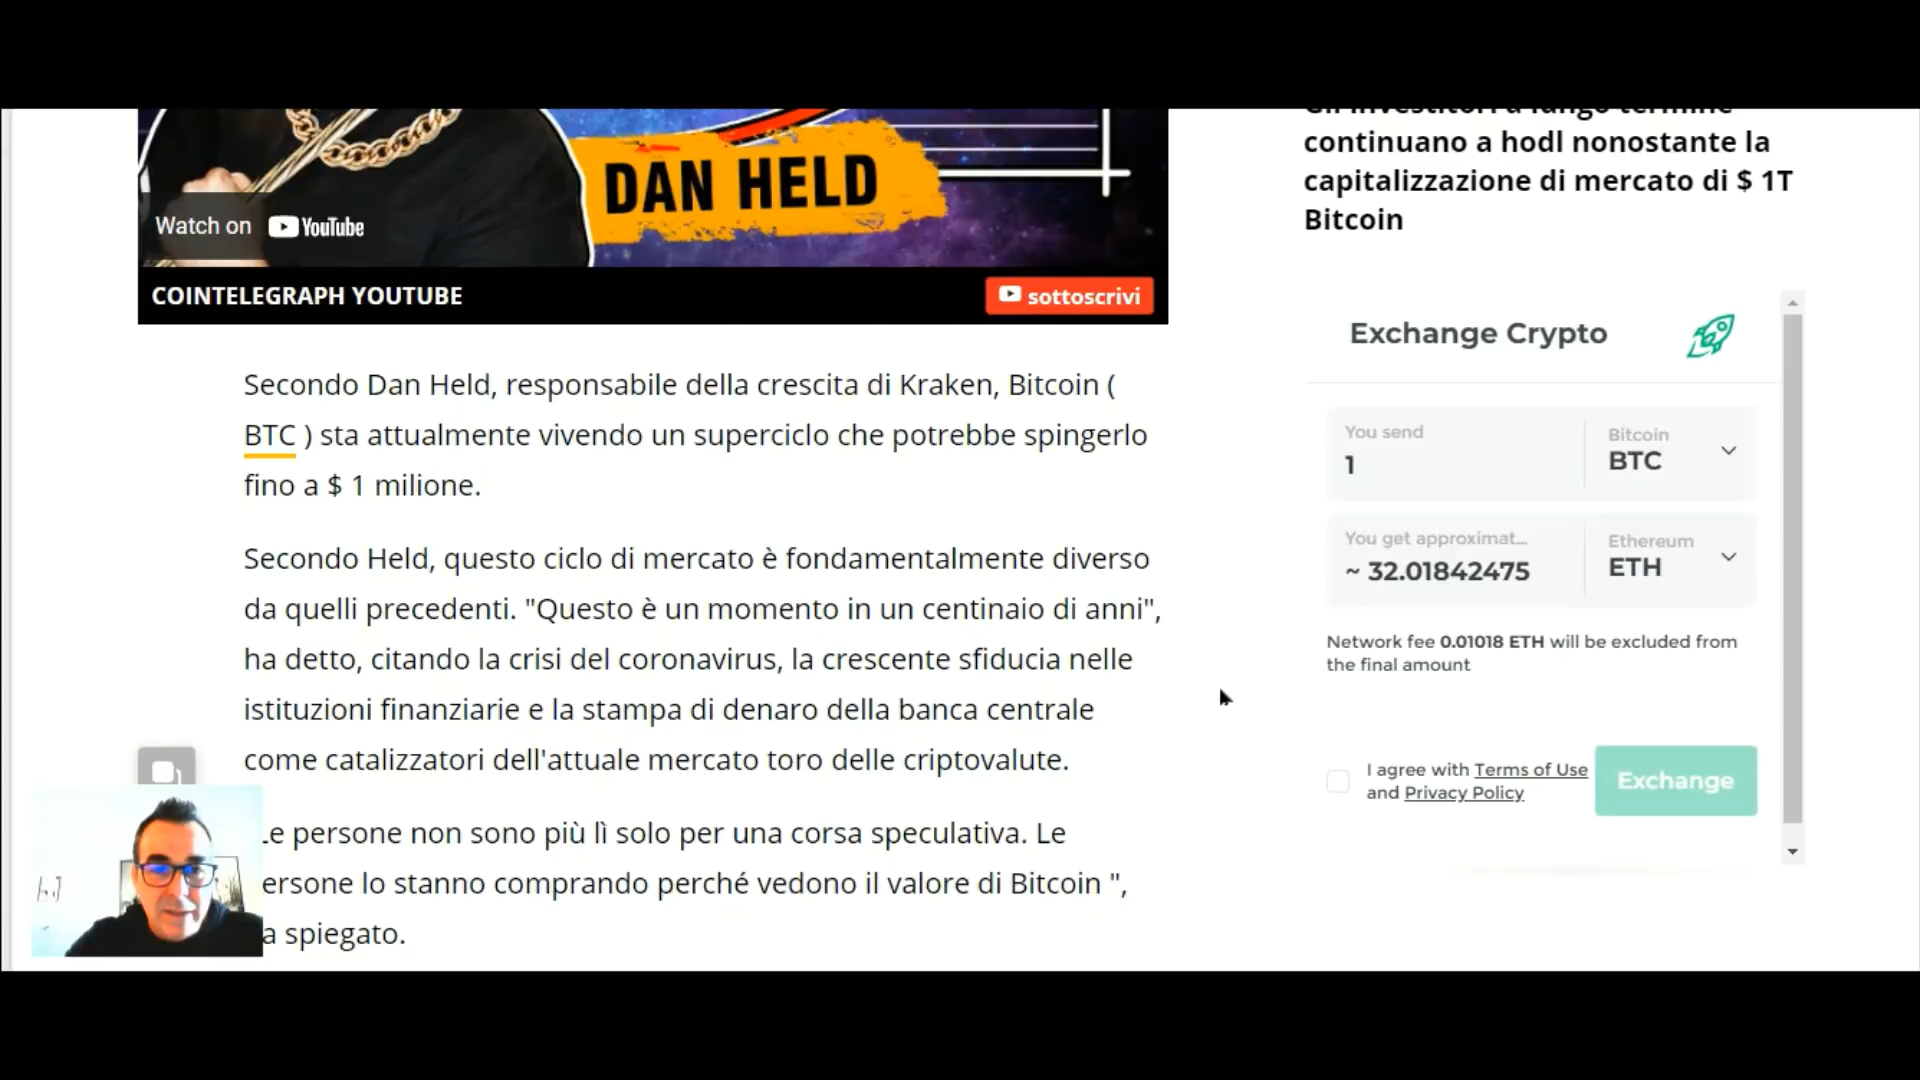 DAN HELD
Watch on YouTube
COINTELEGRAPH YOUTUBE
sottoscrivi
Secondo Dan Held, responsabile della crescita di Kraken, Bitcoin (
BTC ) sta attualmente vivendo un superciclo che potrebbe spingerlo
fino a $ 1 milione.
Secondo Held, questo ciclo di mercato è fondamentalmente diverso
da quelli precedenti. "Questo è un momento in un centinaio di anni",
ha detto, citando la crisi del coronavirus, la crescente sfiducia nelle
istituzioni finanziarie e la stampa di denaro della banca centrale
come catalizzatori dell'attuale mercato toro delle criptovalute.
Le persone non sono più lì solo per una corsa speculativa. Le
ersone lo stanno comprando perché vedono il valore di Bitcoin ",
a spiegato.
Gli investitori a lungo termine
continuano a hodl nonostante la
capitalizzazione di mercato di $ 1T
Bitcoin
Exchange Crypto
You send
1
Bitcoin
BTC
You get approximat...
~ 32.01842475
Ethereum
ETH
Network fee 0.01018 ETH will be excluded from
the final amount
I agree with Terms of Use
and Privacy Policy
Exchange